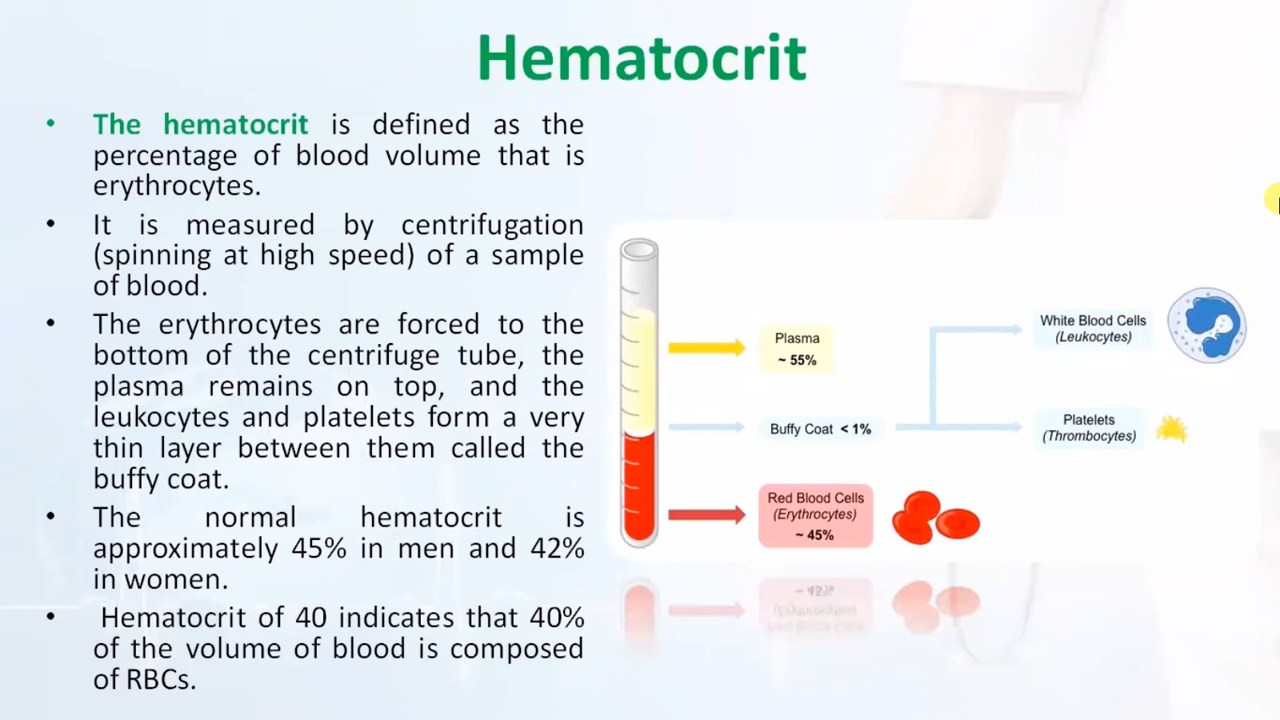 Hematocrit
• The hematocrit is defined as the
percentage of blood volume that is
erythrocytes.
• It is measured by centrifugation
(spinning at high speed) of a sample
of blood.
• The erythrocytes are forced to the
bottom of the centrifuge tube, the
plasma remains on top, and the
leukocytes and platelets form a very
thin layer between them called the
buffy coat.
• The normal hematocrit is
approximately 45% in men and 42%
in women.
• Hematocrit of 40 indicates that 40%
of the volume of blood is composed
of RBCs.
Plasma
~ 55%
Buffy Coat < 1%
Red Blood Cells
(Erythrocytes)
~ 45%
White Blood Cells
(Leukocytes)
Platelets
(Thrombocytes)